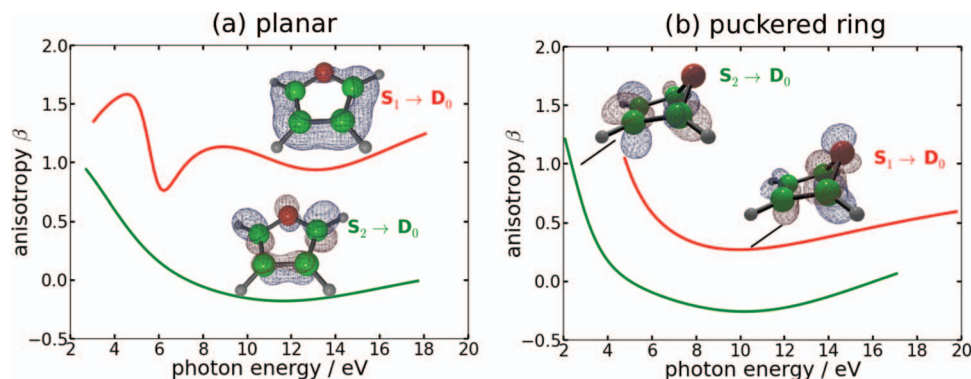 (a) planar
anisotropy β
2.0
1.5
1.0
0.5
0.0
−0.5
S₁ → D₀
S₂ → D₀
2 4 6 8 10 12 14 16 18 20
photon energy / eV
(b) puckered ring
anisotropy β
2.0
1.5
1.0
0.5
0.0
−0.5
S₂ → D₀
S₁ → D₀
2 4 6 8 10 12 14 16 18 20
photon energy / eV